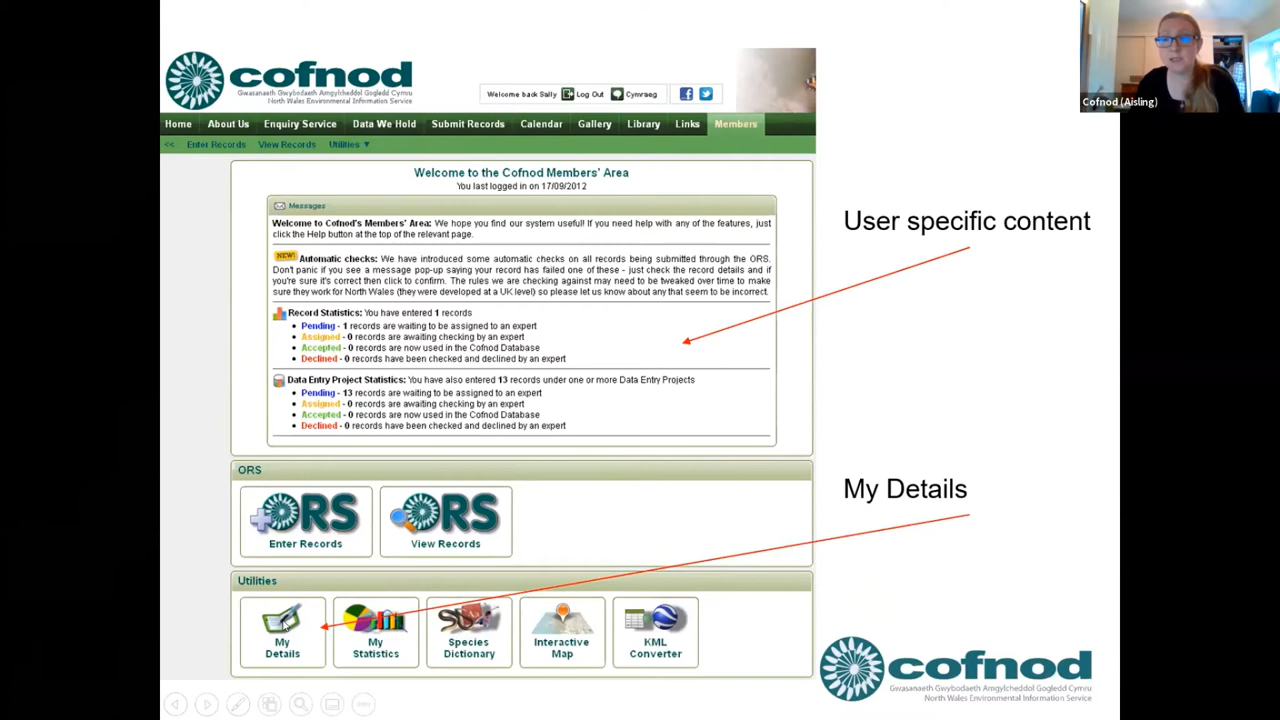 cofnod
Gwasanaeth Gwybodaeth Amgylcheddol Gogledd Cymru
North Wales Environmental Information Service
Welcome back Sally Log Out Cymraeg
Home About Us Enquiry Service Data We Hold Submit Records Calendar Gallery Library Links Members
<< Enter Records View Records Utilities ▼
Welcome to the Cofnod Members' Area
You last logged in on 17/09/2012
Messages
Welcome to Cofnod's Members' Area: We hope you find our system useful! If you need help with any of the features, just
click the Help button at the top of the relevant page.
NEW! Automatic checks: We have introduced some automatic checks on all records being submitted through the ORS.
Don't panic if you see a message pop-up saying your record has failed one of these - just check the record details and if
you're sure it's correct then click to confirm. The rules we are checking against may need to be tweaked over time to make
sure they work for North Wales (they were developed at a UK level) so please let us know about any that seem to be incorrect.
Record Statistics: You have entered 1 records
• Pending - 1 records are waiting to be assigned to an expert
• Assigned - 0 records are awaiting checking by an expert
• Accepted - 0 records are now used in the Cofnod Database
• Declined - 0 records have been checked and declined by an expert
Data Entry Project Statistics: You have also entered 13 records under one or more Data Entry Projects
• Pending - 13 records are waiting to be assigned to an expert
• Assigned - 0 records are awaiting checking by an expert
• Accepted - 0 records are now used in the Cofnod Database
• Declined - 0 records have been checked and declined by an expert
ORS
ORS
Enter Records
ORS
View Records
Utilities
My
Details
My
Statistics
Species
Dictionary
Interactive
Map
KML
Converter
User specific content
My Details
Cofnod (Aisling)
cofnod
Gwasanaeth Gwybodaeth Amgylcheddol Gogledd Cymru
North Wales Environmental Information Service